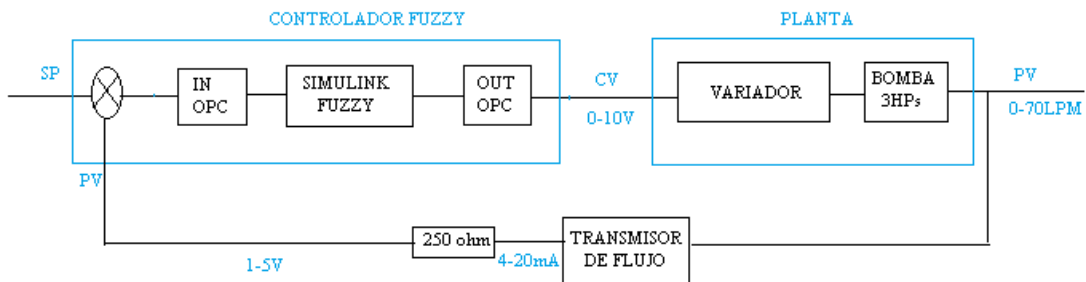 CONTROLADOR FUZZY
PLANTA
SP
IN
OPC
SIMULINK
FUZZY
OUT
OPC
CV
0-10V
VARIADOR
BOMBA
3HPs
PV
0-70LPM
PV
250 ohm
TRANSMISOR
DE FLUJO
1-5V
4-20mA